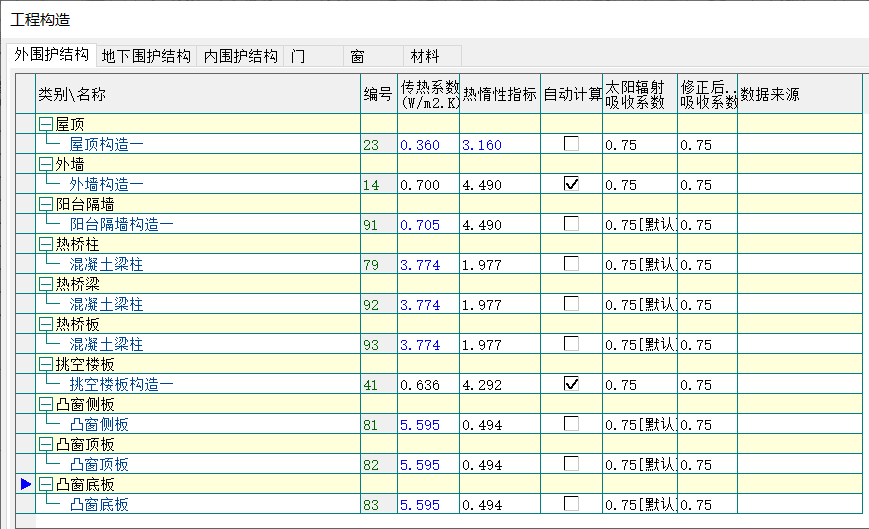 工程构造
外围护结构 地下围护结构 内围护结构 门 窗 材料
类别\名称 编号 传热系数 (W/m2.K) 热惰性指标 自动计算 太阳辐射 吸收系数 修正后.. 吸收系数 数据来源
屋顶
屋顶构造一 23 0.360 3.160 0.75 0.75
外墙
外墙构造一 14 0.700 4.490 0.75 0.75
阳台隔墙
阳台隔墙构造一 91 0.705 4.490 0.75[默认] 0.75
热桥柱
混凝土梁柱 79 3.774 1.977 0.75[默认] 0.75
热桥梁
混凝土梁柱 92 3.774 1.977 0.75[默认] 0.75
热桥板
混凝土梁柱 93 3.774 1.977 0.75[默认] 0.75
挑空楼板
挑空楼板构造一 41 0.636 4.292 0.75 0.75
凸窗侧板
凸窗侧板 81 5.595 0.494 0.75[默认] 0.75
凸窗顶板
凸窗顶板 82 5.595 0.494 0.75[默认] 0.75
凸窗底板
凸窗底板 83 5.595 0.494 0.75[默认] 0.75